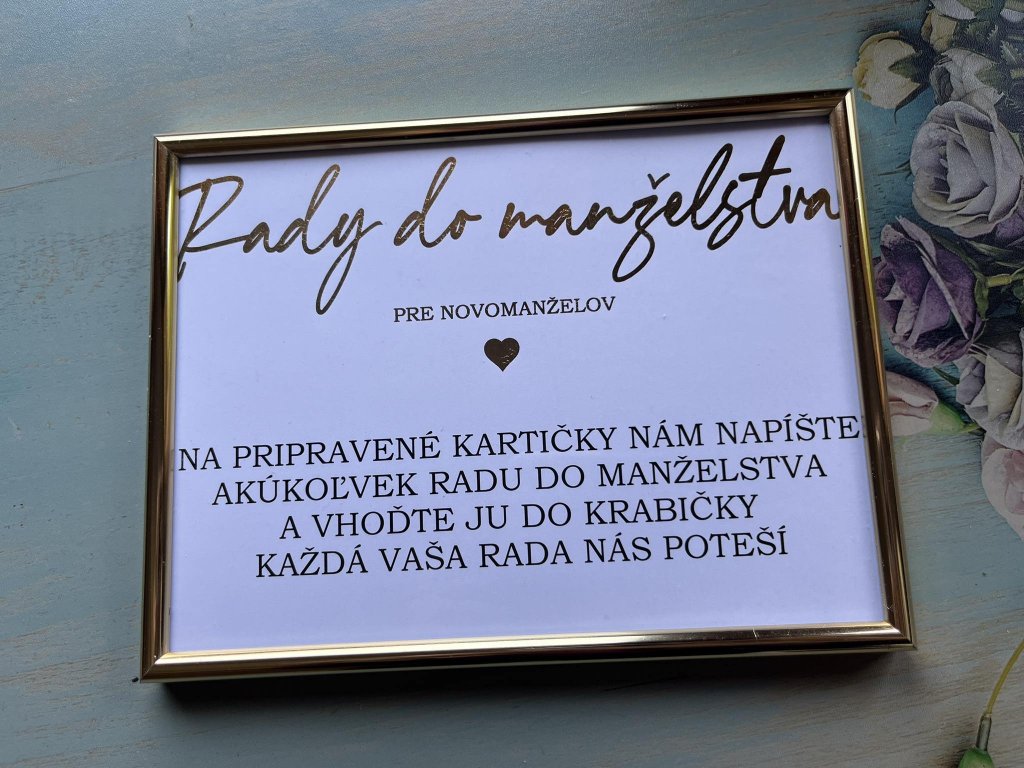 Rady do manželstva
PRE NOVOMANŽELOV
NA PRIPRAVENÉ KARTIČKY NÁM NAPÍŠTE
AKÚKOĽVEK RADU DO MANŽELSTVA
A VHOĎTE JU DO KRABIČKY
KAŽDÁ VAŠA RADA NÁS POTEŠÍ